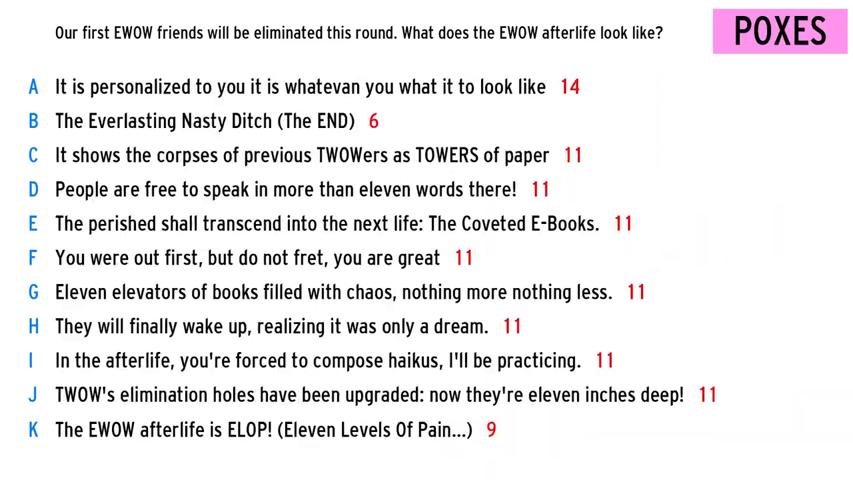 Our first EWOW friends will be eliminated this round. What does the EWOW afterlife look like?
POXES
A It is personalized to you it is whatevan you what it to look like 14
B The Everlasting Nasty Ditch (The END) 6
C It shows the corpses of previous TWOWers as TOWERS of paper 11
D People are free to speak in more than eleven words there! 11
E The perished shall transcend into the next life: The Coveted E-Books. 11
F You were out first, but do not fret, you are great 11
G Eleven elevators of books filled with chaos, nothing more nothing less. 11
H They will finally wake up, realizing it was only a dream. 11
I In the afterlife, you're forced to compose haikus, I'll be practicing. 11
J TWOW's elimination holes have been upgraded: now they're eleven inches deep! 11
K The EWOW afterlife is ELOP! (Eleven Levels Of Pain...) 9